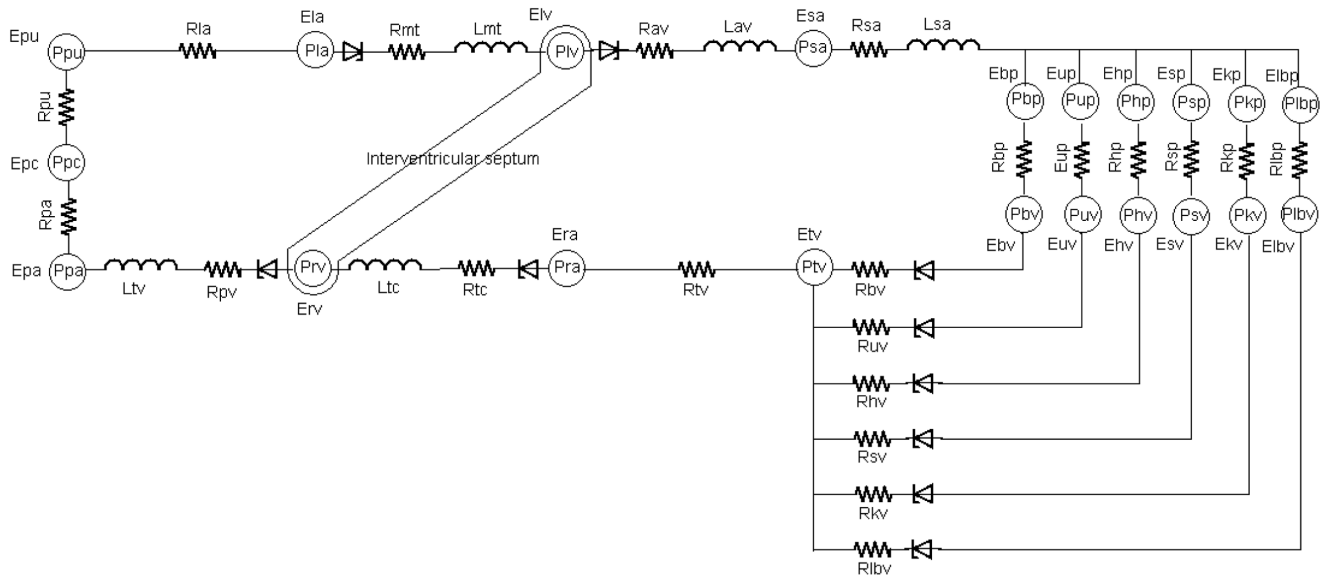 Epu
Ppu
Rla
Ela
Pla
Rmt
Lmt
Elv
Plv
Rav
Lav
Esa
Psa
Rsa
Lsa
Ebp
Eup
Ehp
Esp
Ekp
Elbp
Pbp
Pup
Php
Psp
Pkp
Plbp
Rpu
Rbp
Eup
Rhp
Rsp
Rkp
Rlbp
Interventricular septum
Epc
Ppc
Rpa
Pbv
Puv
Phv
Psv
Pkv
Plbv
Ebv
Euv
Ehv
Esv
Ekv
Elbv
Epa
Ppa
Ltv
Rpv
Prv
Erv
Ltc
Rtc
Era
Pra
Rtv
Etv
Ptv
Rbv
Ruv
Rhv
Rsv
Rkv
Rlbv